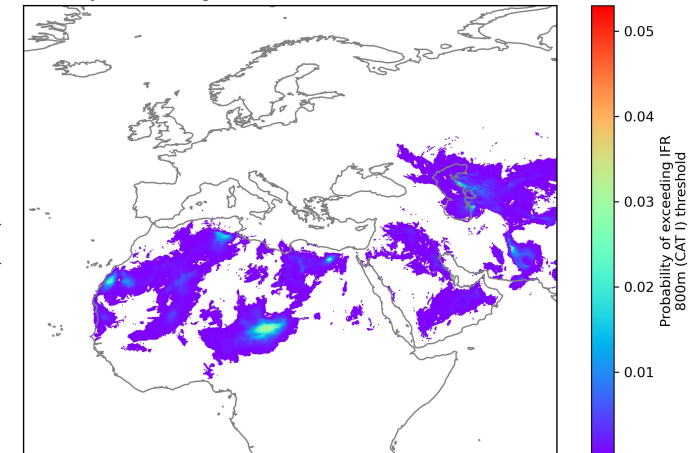 0.05
0.04
0.03
0.02
0.01
Probability of exceeding IFR
800m (CAT I) threshold